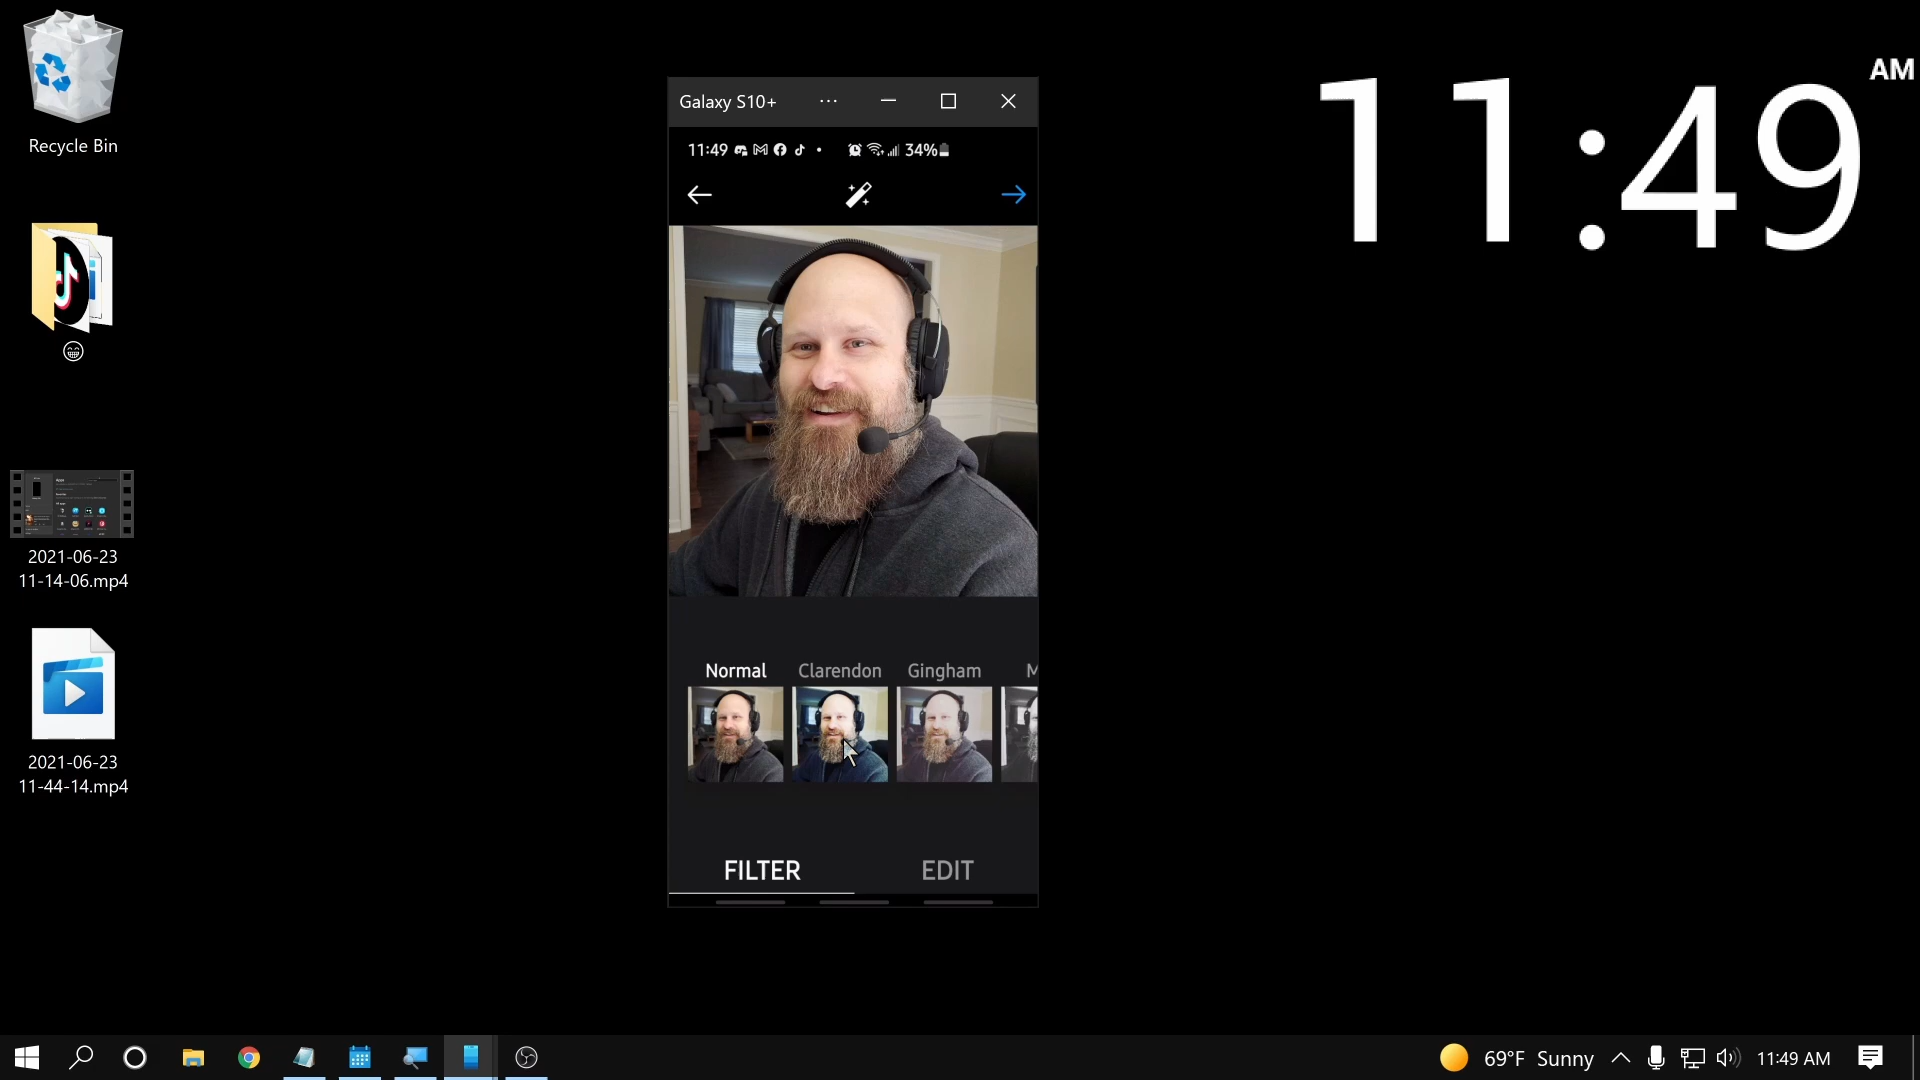 Recycle Bin
2021-06-23
11-14-06.mp4
2021-06-23
11-44-14.mp4
Galaxy S10+
11:49
34%
Normal
Clarendon
Gingham
M
FILTER
EDIT
11:49
AM
69°F Sunny
11:49 AM